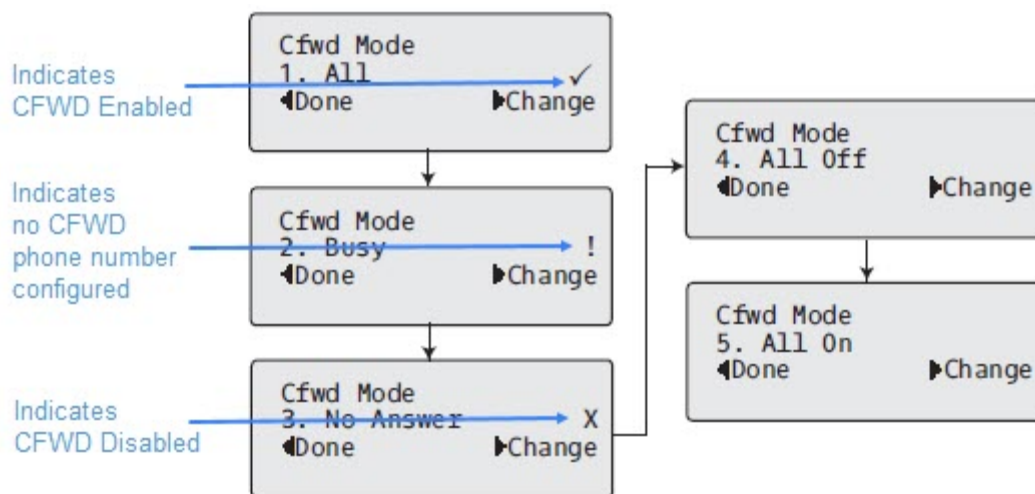 Cfwd Mode
1. All ✓
◀Done ▶Change
Indicates
CFWD Enabled
Cfwd Mode
2. Busy !
◀Done ▶Change
Indicates
no CFWD
phone number
configured
Cfwd Mode
3. No Answer X
◀Done ▶Change
Indicates
CFWD Disabled
Cfwd Mode
4. All Off
◀Done ▶Change
Cfwd Mode
5. All On
◀Done ▶Change